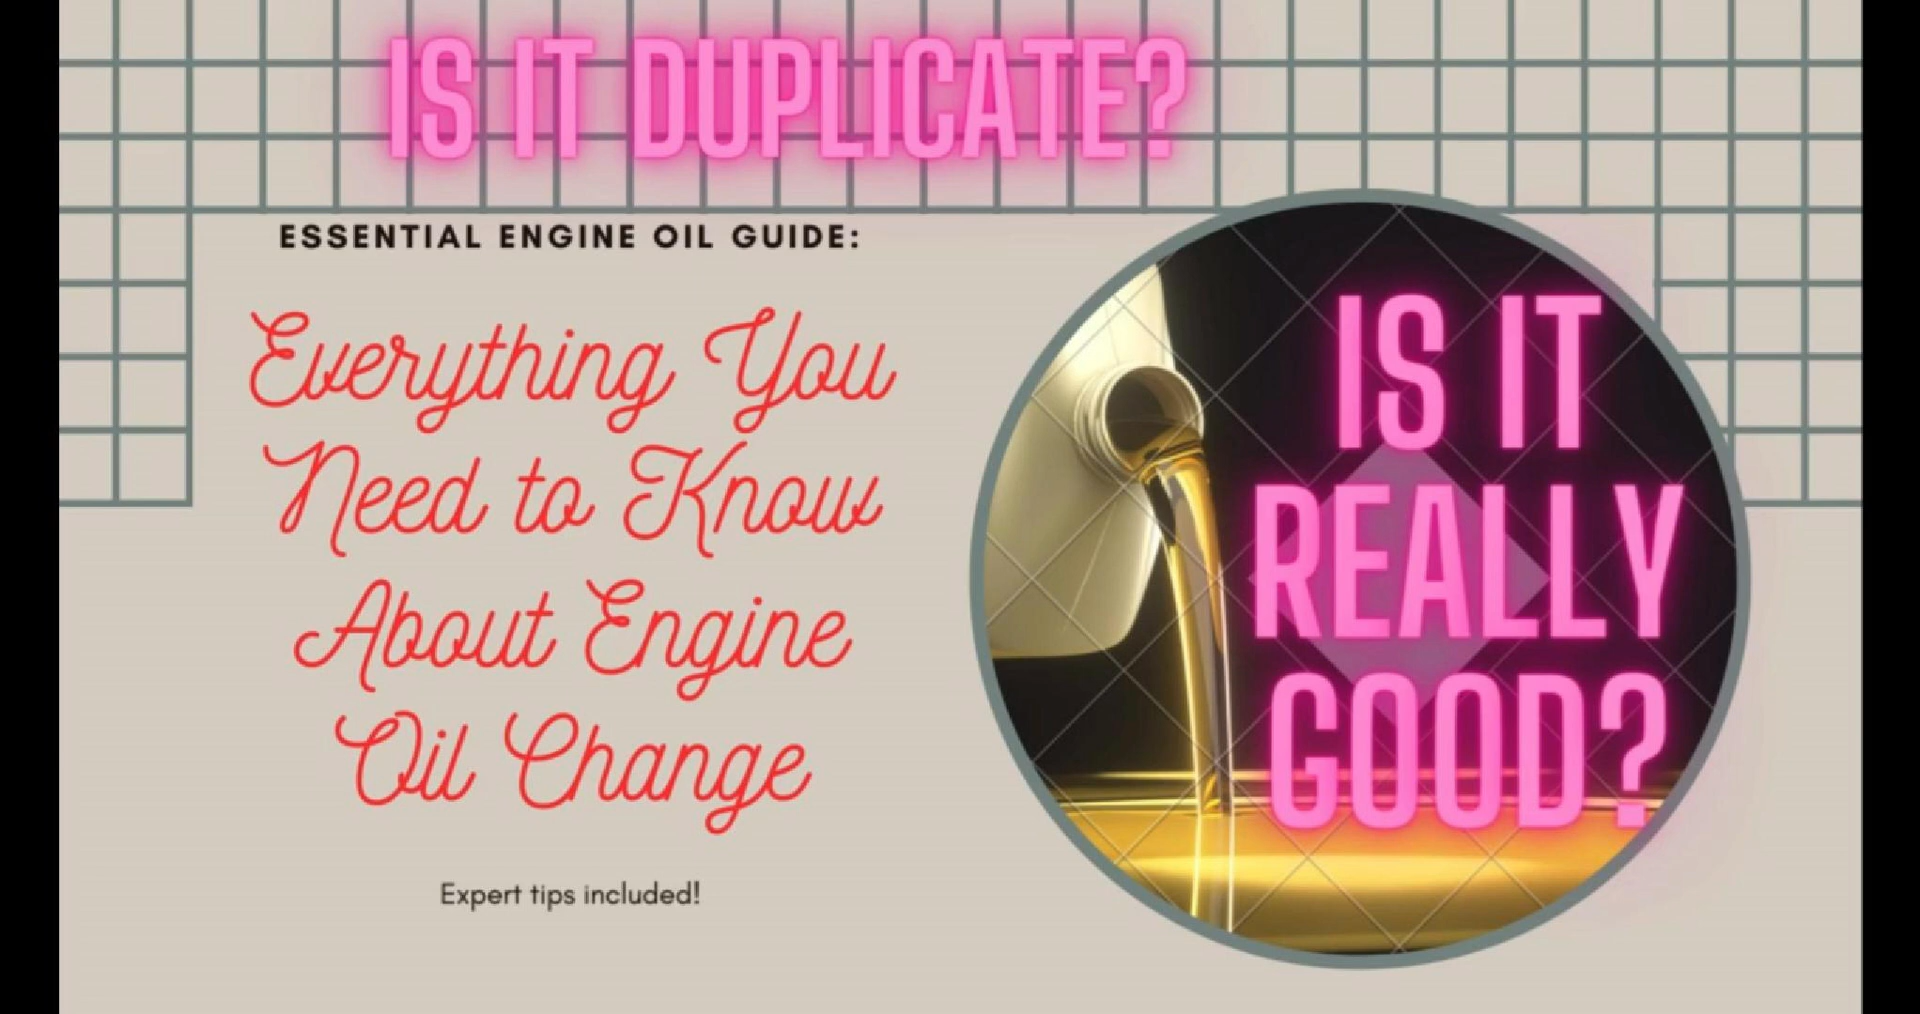 IS IT DUPLICATE?
ESSENTIAL ENGINE OIL GUIDE:
Everything You
Need to Know
About Engine
Oil Change
Expert tips included!
IS IT
REALLY
GOOD?